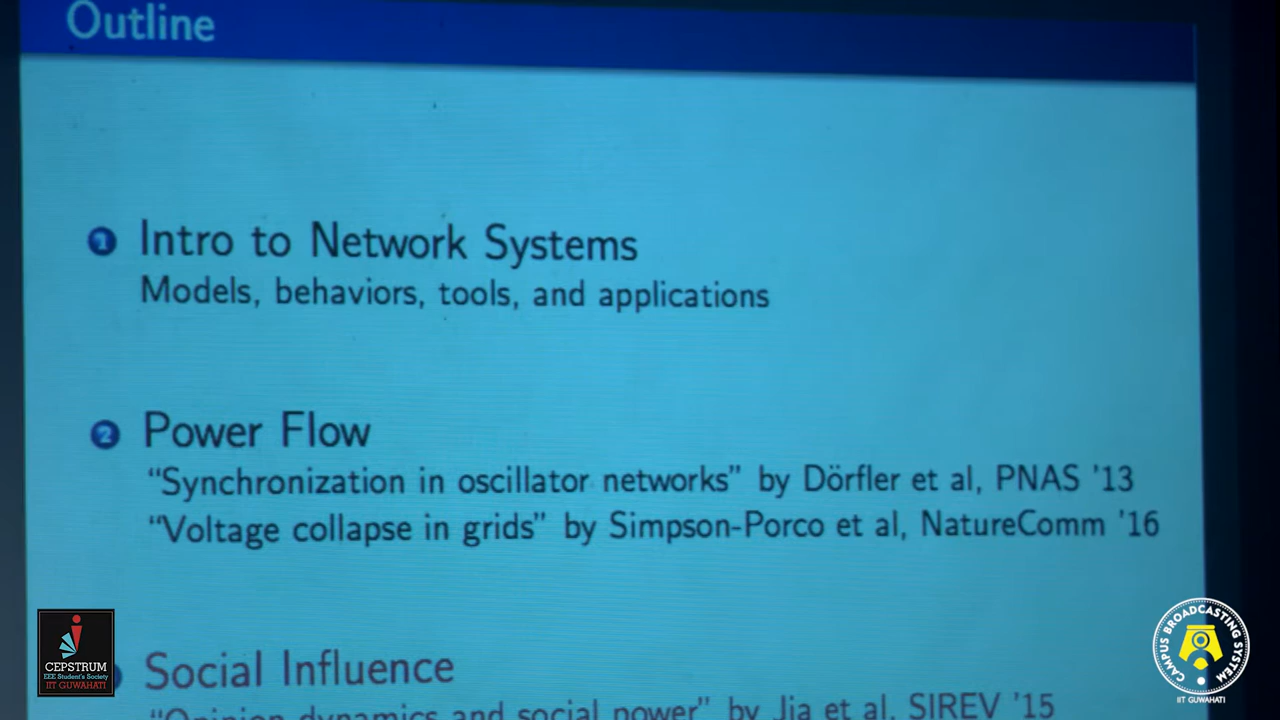 Outline
1 Intro to Network Systems
Models, behaviors, tools, and applications
2 Power Flow
“Synchronization in oscillator networks” by Dörfler et al, PNAS '13
“Voltage collapse in grids” by Simpson-Porco et al, NatureComm '16
Social Influence
“Opinion dynamics and social power” by Jia et al, SIREV '15
CEPSTRUM
EEE Student's Society
IIT GUWAHATI
CAMPUS BROADCASTING SYSTEM
IIT GUWAHATI